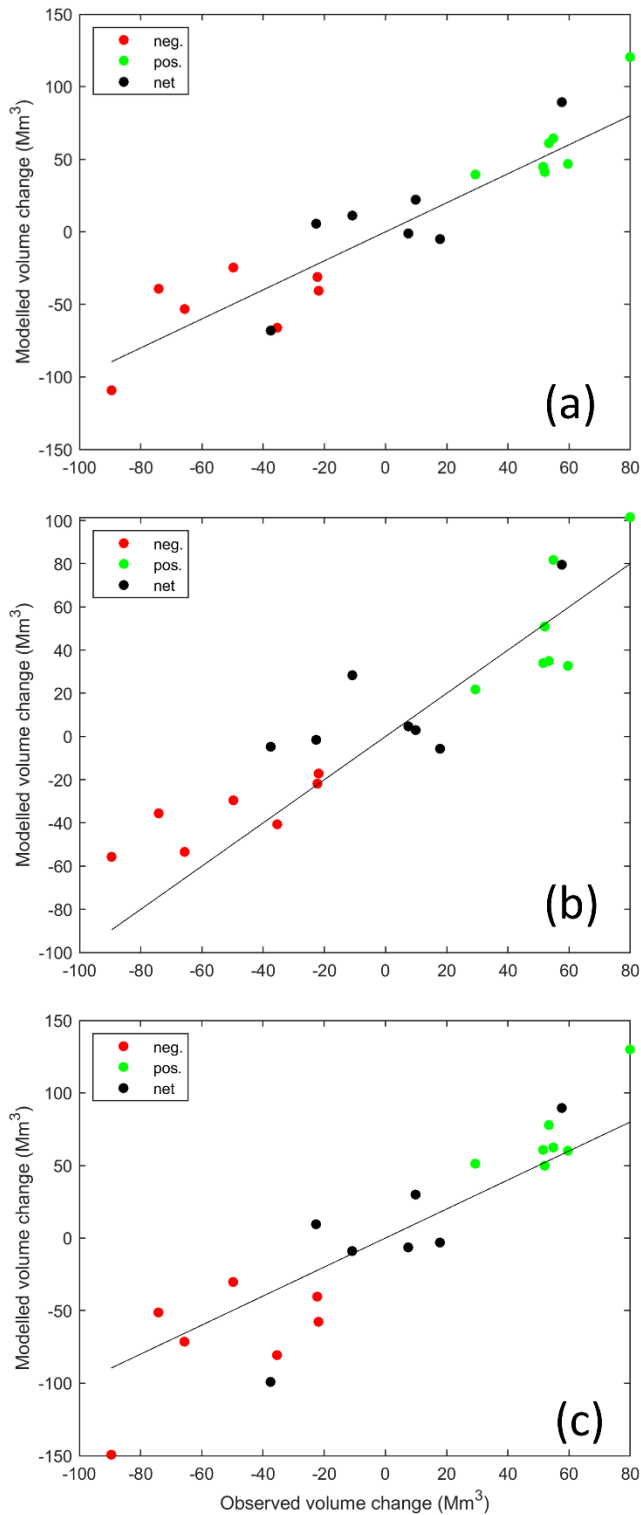 150
100
50
0
-50
-100
-150
Modelled volume change (Mm³)
neg.
pos.
net
(a)
-100 -80 -60 -40 -20 0 20 40 60 80
100
80
60
40
20
0
-20
-40
-60
-80
-100
Modelled volume change (Mm³)
neg.
pos.
net
(b)
-100 -80 -60 -40 -20 0 20 40 60 80
150
100
50
0
-50
-100
-150
Modelled volume change (Mm³)
neg.
pos.
net
(c)
-100 -80 -60 -40 -20 0 20 40 60 80
Observed volume change (Mm³)